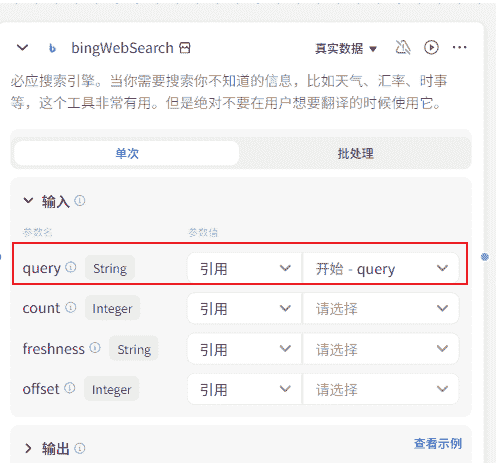 bingWebSearch 真实数据
必应搜索引擎。当你需要搜索你不知道的信息，比如天气、汇率、时事
等，这个工具非常有用。但是绝对不要在用户想要翻译的时候使用它。
单次 批处理
输入
参数名 参数值
query String 引用 开始 - query
count Integer 引用 请选择
freshness String 引用 请选择
offset Integer 引用 请选择
输出 查看示例